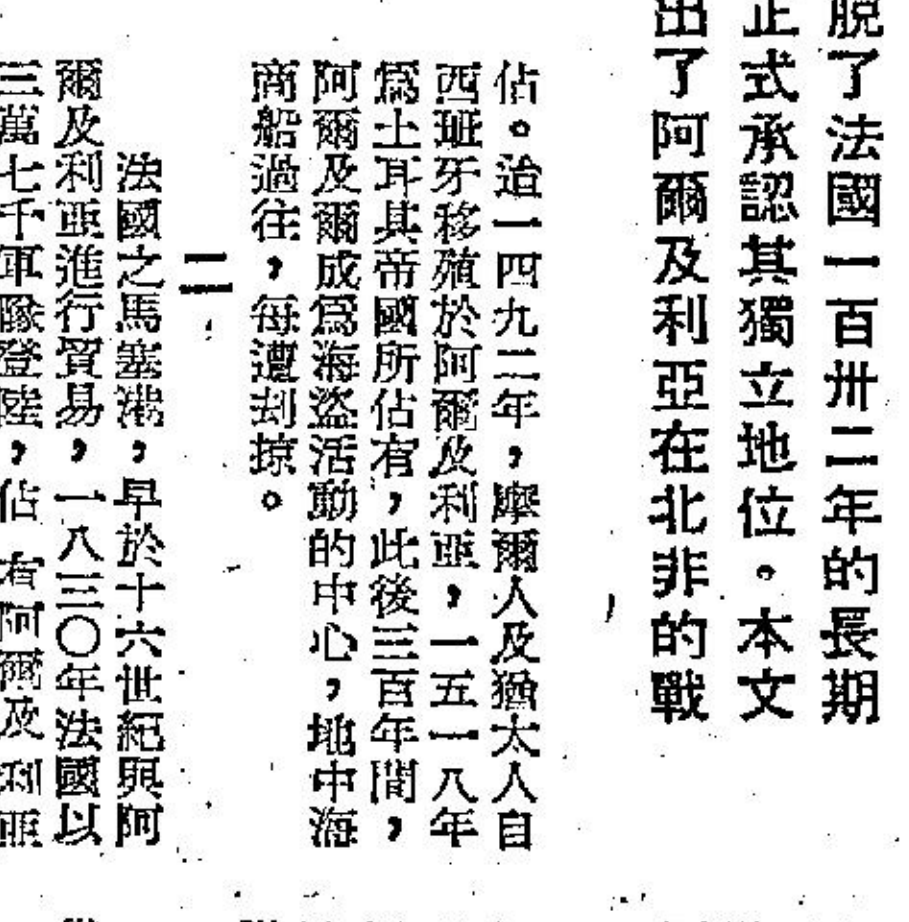 脫了法國一百卅二年的長期
正式承認其獨立地位。本文
出了阿爾及利亞在北非的戰
佔。迨一四九二年，摩爾人及猶太人自
西班牙移殖於阿爾及利亞，一五一八年
爲土耳其帝國所佔有，此後三百年間，
阿爾及爾成爲海盜活動的中心，地中海
商船過往，每遭刦掠。
二
法國之馬塞港，早於十六世紀與阿
爾及利亞進行貿易，一八三〇年法國以
三萬七千軍隊登陸，佔有阿爾及利亞